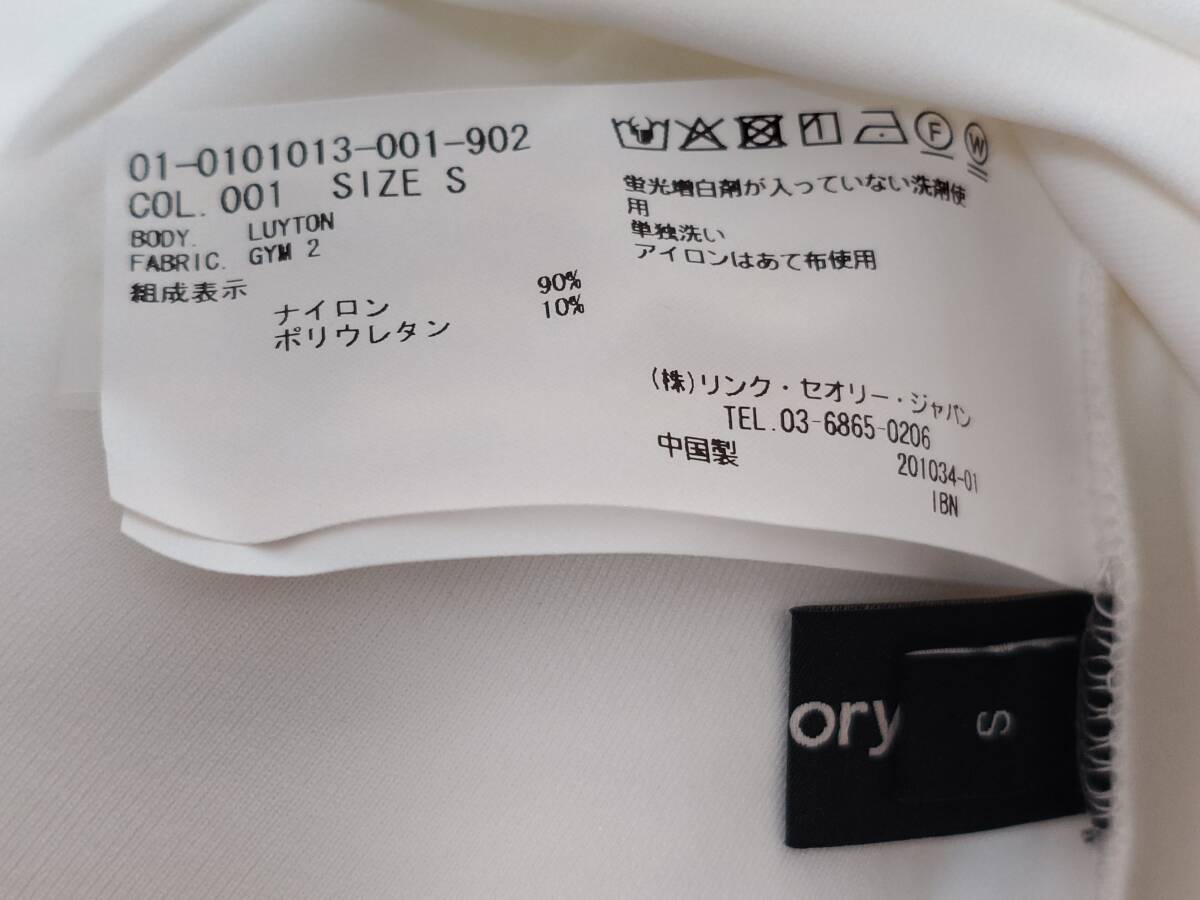 01-0101013-001-902
COL. 001 SIZE S
BODY. LUYTON
FABRIC. GYM 2
組成表示
ナイロン 90%
ポリウレタン 10%
F W
蛍光増白剤が入っていない洗剤使
用
単独洗い
アイロンはあて布使用
(株)リンク・セオリー・ジャパン
TEL.03-6865-0206
中国製
201034-01
IBN
ory
S